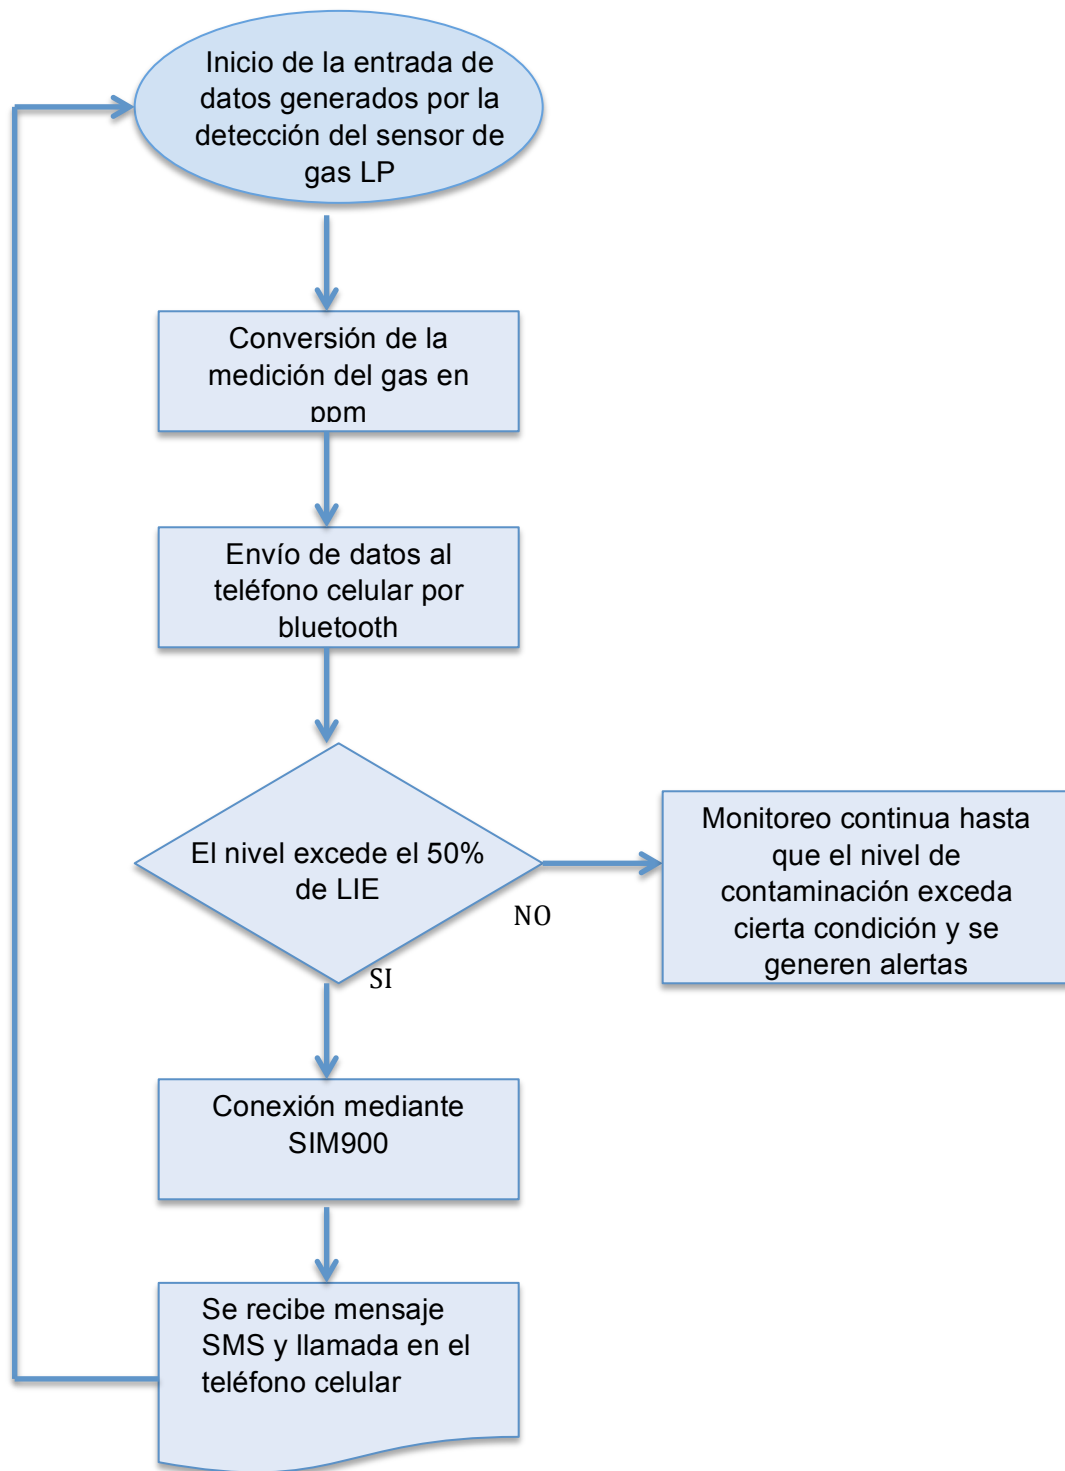 Inicio de la entrada de
datos generados por la
detección del sensor de
gas LP
Conversión de la
medición del gas en
ppm
Envío de datos al
teléfono celular por
bluetooth
El nivel excede el 50%
de LIE
NO
SI
Monitoreo continua hasta
que el nivel de
contaminación exceda
cierta condición y se
generen alertas
Conexión mediante
SIM900
Se recibe mensaje
SMS y llamada en el
teléfono celular